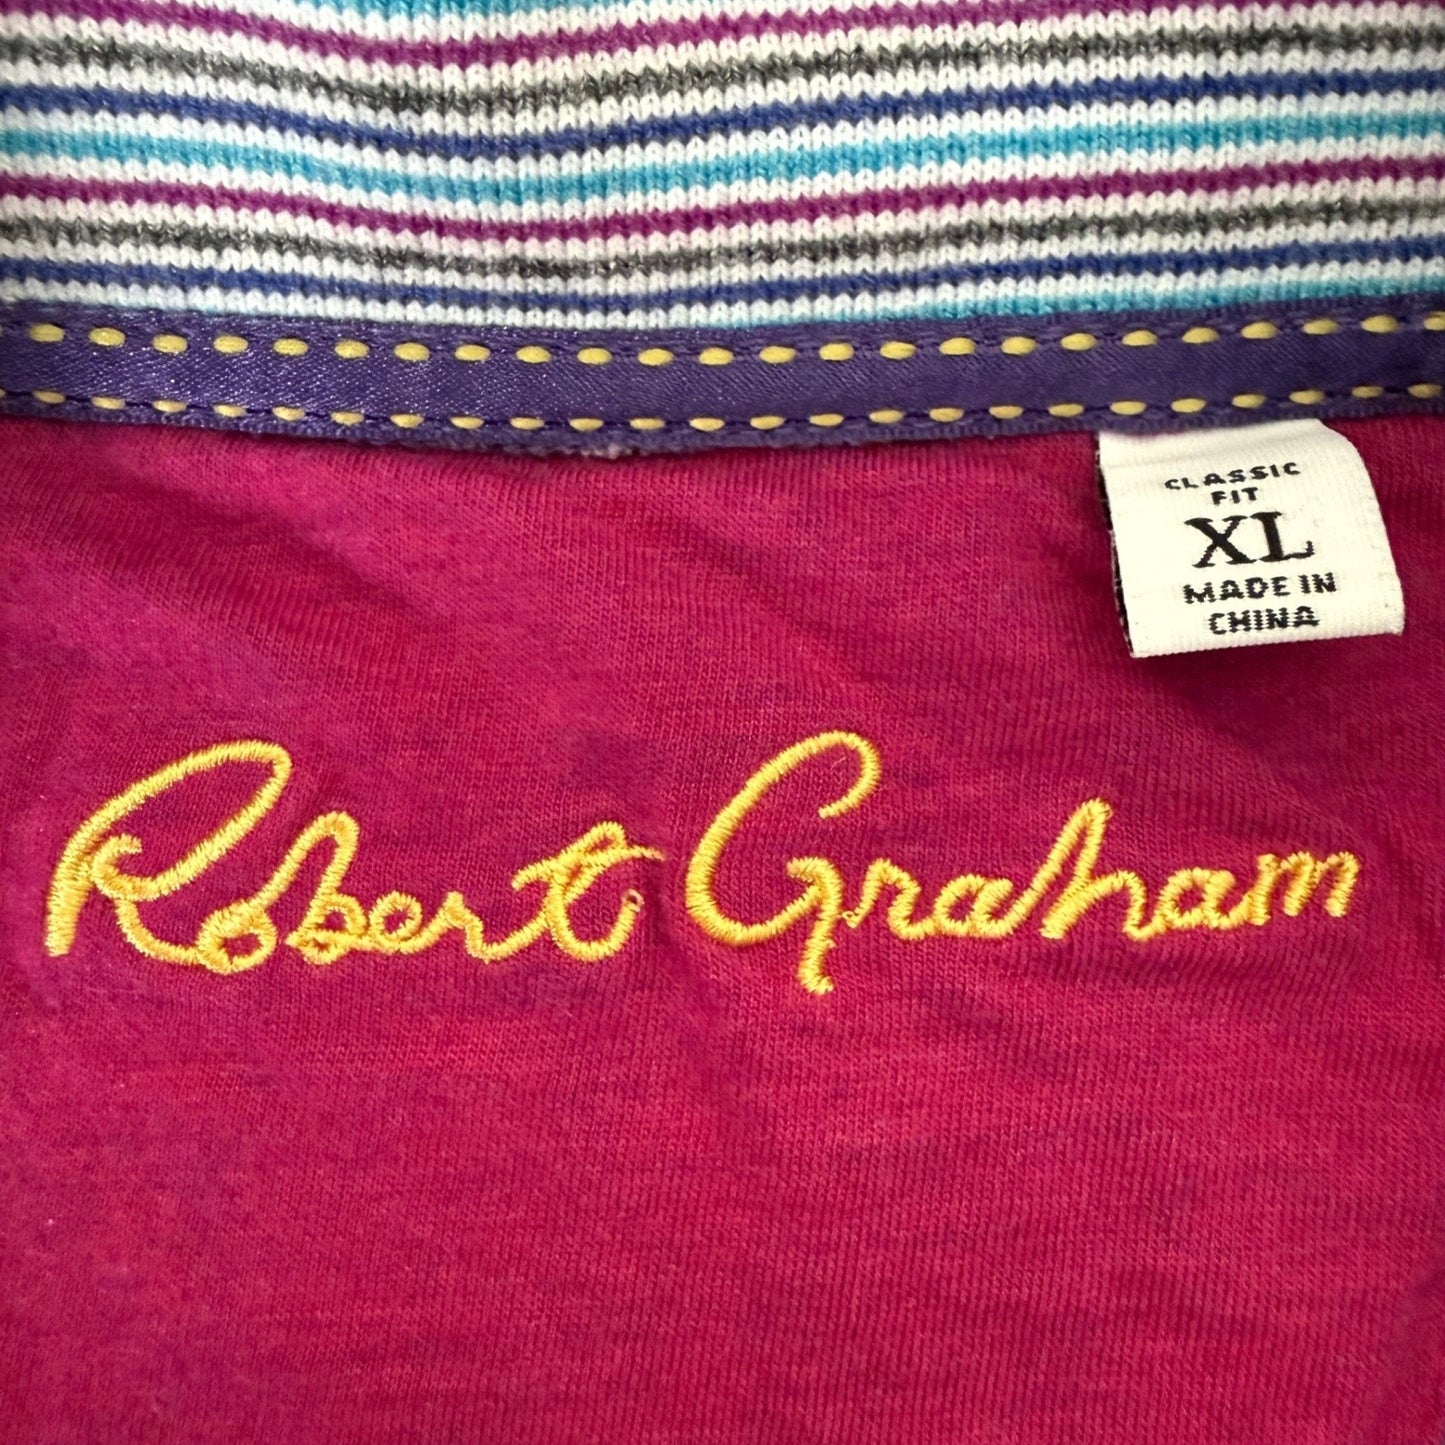 CLASSIC
FIT
XL
MADE IN
CHINA
Robert Graham